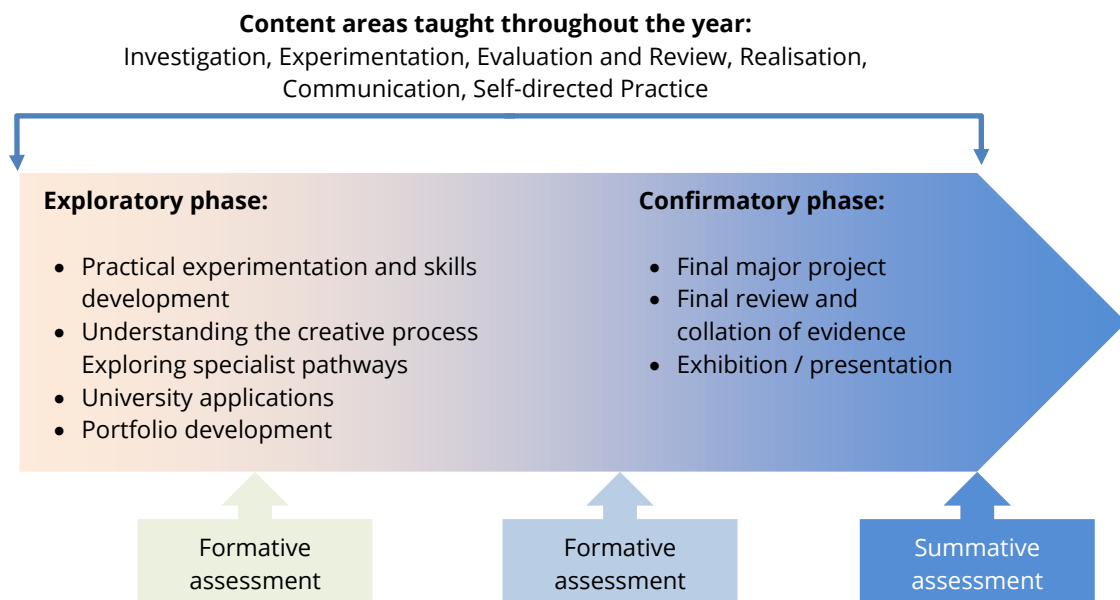 Content areas taught throughout the year:
Investigation, Experimentation, Evaluation and Review, Realisation,
Communication, Self-directed Practice
Exploratory phase:
• Practical experimentation and skills
development
• Understanding the creative process
Exploring specialist pathways
• University applications
• Portfolio development
Confirmatory phase:
• Final major project
• Final review and
collation of evidence
• Exhibition / presentation
Formative
assessment
Formative
assessment
Summative
assessment